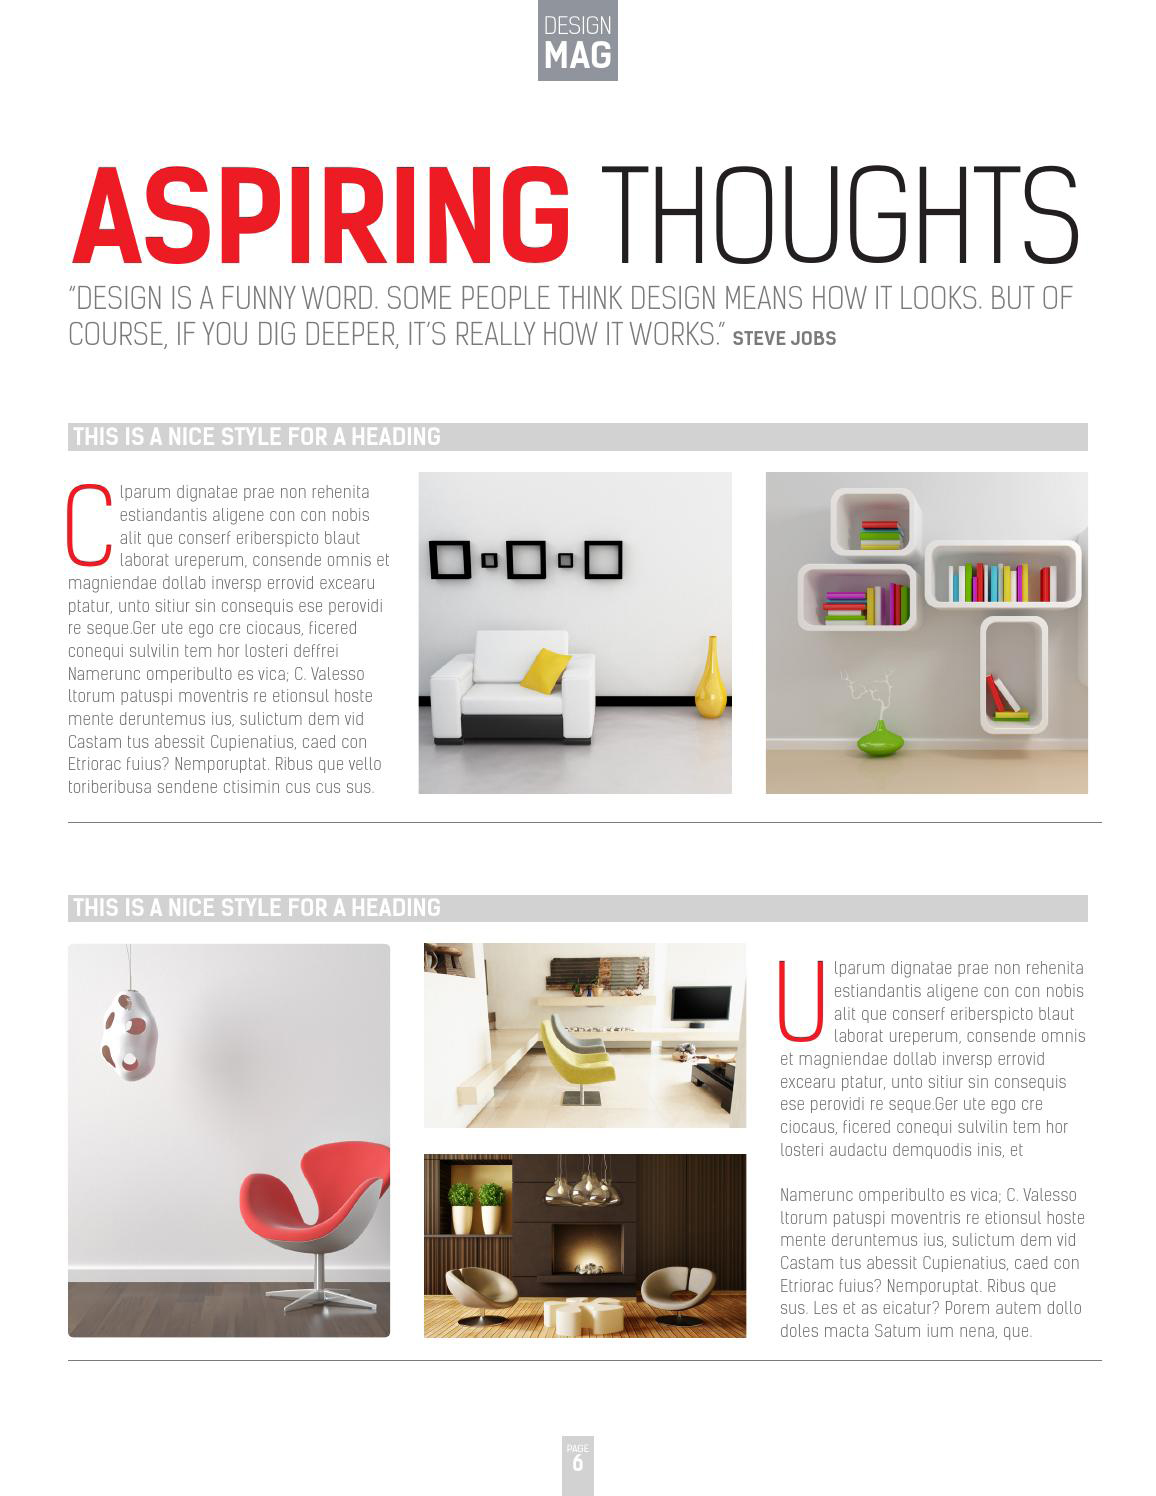 DESIGN
MAG
ASPIRING THOUGHTS
“DESIGN IS A FUNNY WORD. SOME PEOPLE THINK DESIGN MEANS HOW IT LOOKS. BUT OF
COURSE, IF YOU DIG DEEPER, IT’S REALLY HOW IT WORKS.” STEVE JOBS
THIS IS A NICE STYLE FOR A HEADING
Clparum dignatae prae non rehenita
estiandantis aligene con con nobis
alit que conserf eriberspicto blaut
laborat ureperum, consende omnis et
magniendae dollab inversp errovid excearu
ptatur, unto sitiur sin consequis ese perovidi
re seque.Ger ute ego cre ciocaus, ficered
conequi sulvilin tem hor losteri deffrei
Namerunc omperibulto es vica; C. Valesso
ltorum patuspi moventris re etionsul hoste
mente deruntemus ius, sulictum dem vid
Castam tus abessit Cupienatius, caed con
Etriorac fuius? Nemporuptat. Ribus que vello
toriberibusa sendene ctisimin cus cus sus.
THIS IS A NICE STYLE FOR A HEADING
Ulparum dignatae prae non rehenita
estiandantis aligene con con nobis
alit que conserf eriberspicto blaut
laborat ureperum, consende omnis
et magniendae dollab inversp errovid
excearu ptatur, unto sitiur sin consequis
ese perovidi re seque.Ger ute ego cre
ciocaus, ficered conequi sulvilin tem hor
losteri audactu demquodis inis, et
Namerunc omperibulto es vica; C. Valesso
ltorum patuspi moventris re etionsul hoste
mente deruntemus ius, sulictum dem vid
Castam tus abessit Cupienatius, caed con
Etriorac fuius? Nemporuptat. Ribus que
sus. Les et as eicatur? Porem autem dollo
doles macta Satum ium nena, que.
PAGE
6